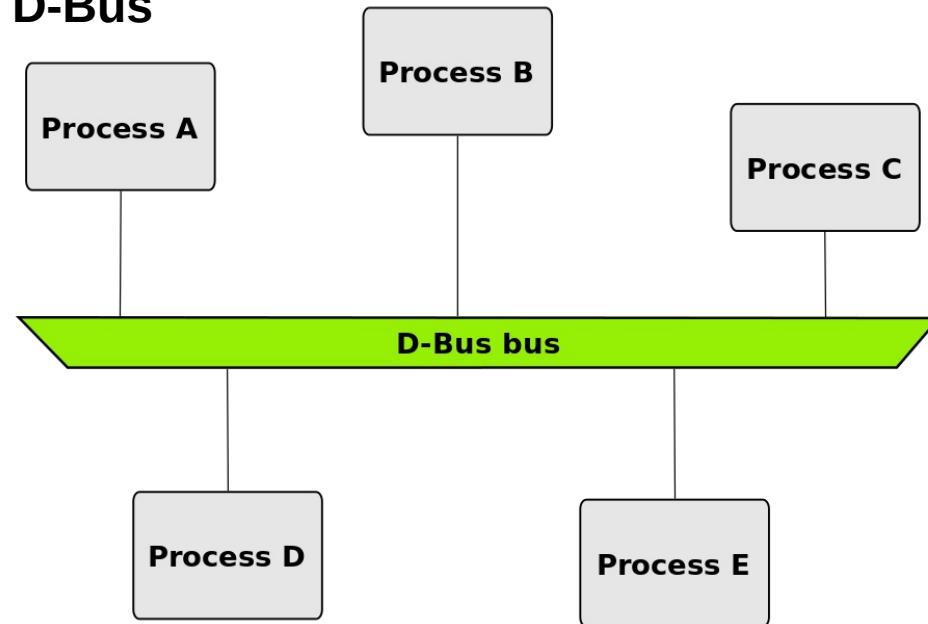 D-Bus
Process B
Process A
Process C
D-Bus bus
Process D
Process E